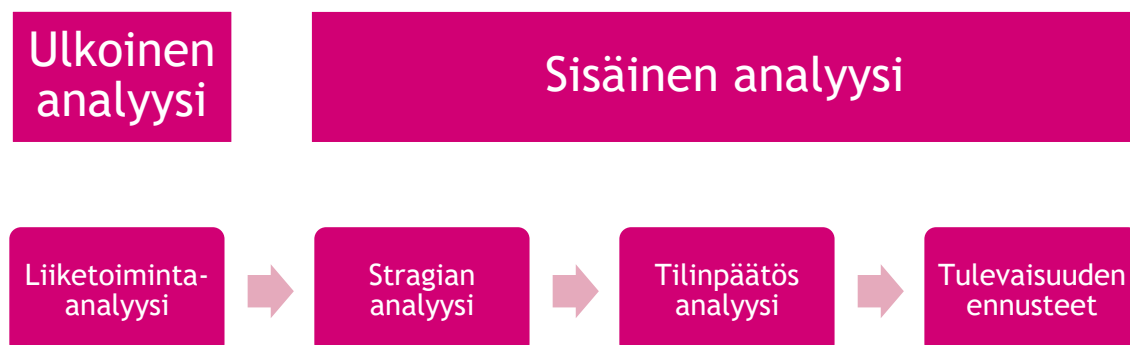 Ulkoinen
analyysi
Sisäinen analyysi
Liiketoiminta-
analyysi
Stragian
analyysi
Tilinpäätös
analyysi
Tulevaisuuden
ennusteet